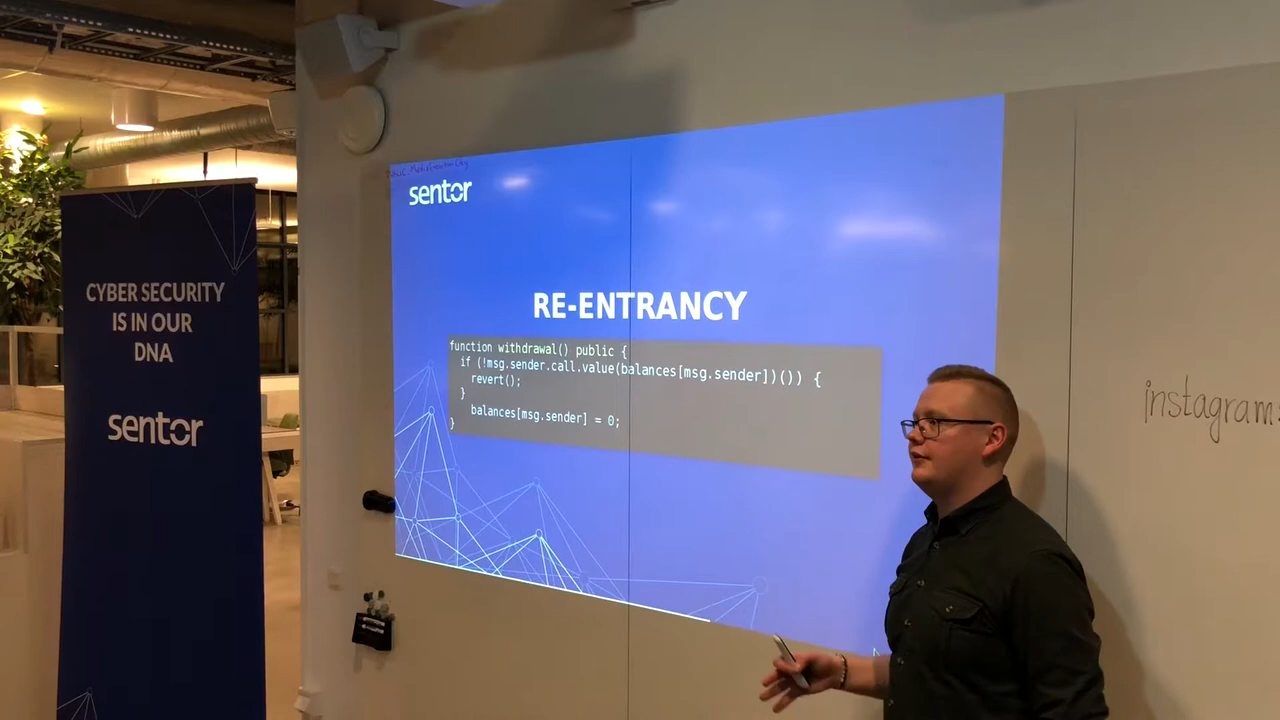 CYBER SECURITY
IS IN OUR
DNA
sentor
sentor
RE-ENTRANCY
function withdrawal() public {
if (!msg.sender.call.value(balances[msg.sender])()) {
revert();
}
balances[msg.sender] = 0;
}
instagram